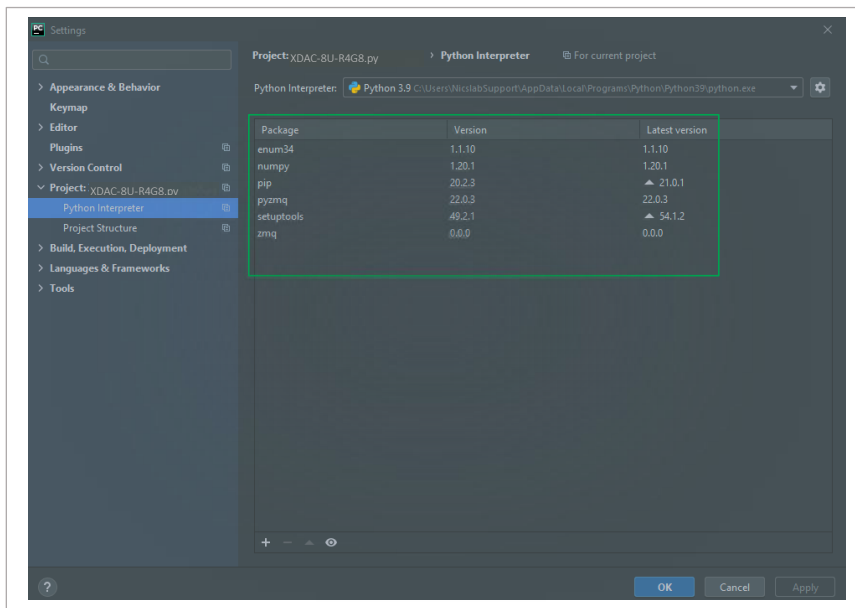 PC Settings
Project: XDAC-8U-R4G8.py › Python Interpreter For current project
Python Interpreter: Python 3.9 C:\Users\NicslabSupport\AppData\Local\Programs\Python\Python39\python.exe
Appearance & Behavior
Keymap
Editor
Plugins
Version Control
Project: XDAC-8U-R4G8.py
Python Interpreter
Project Structure
Build, Execution, Deployment
Languages & Frameworks
Tools
Package Version Latest version
enum34 1.1.10 1.1.10
numpy 1.20.1 1.20.1
pip 20.2.3 21.0.1
pyzmq 22.0.3 22.0.3
setuptools 49.2.1 54.1.2
zmq 0.0.0 0.0.0
?
OK Cancel Apply